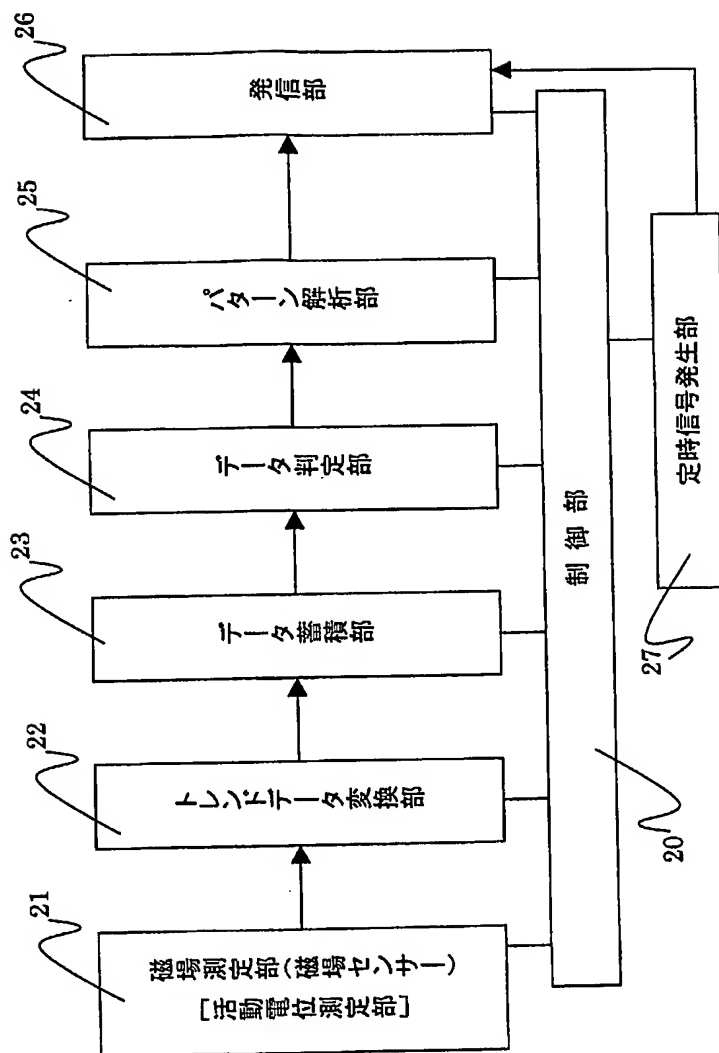 21
磁場測定部(磁場センサー)
[活動電位測定部]
22
トレンドデータ変換部
23
データ蓄積部
24
データ判定部
25
パターン解析部
26
発信部
制御部
20
定時信号発生部
27